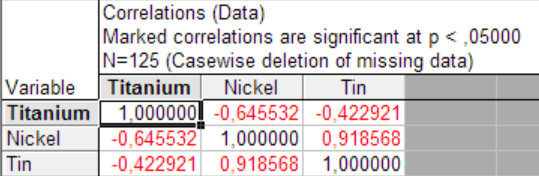 Correlations (Data)
Marked correlations are significant at p < ,05000
N=125 (Casewise deletion of missing data)
Variable Titanium Nickel Tin
Titanium 1,000000 -0,645532 -0,422921
Nickel -0,645532 1,000000 0,918568
Tin -0,422921 0,918568 1,000000